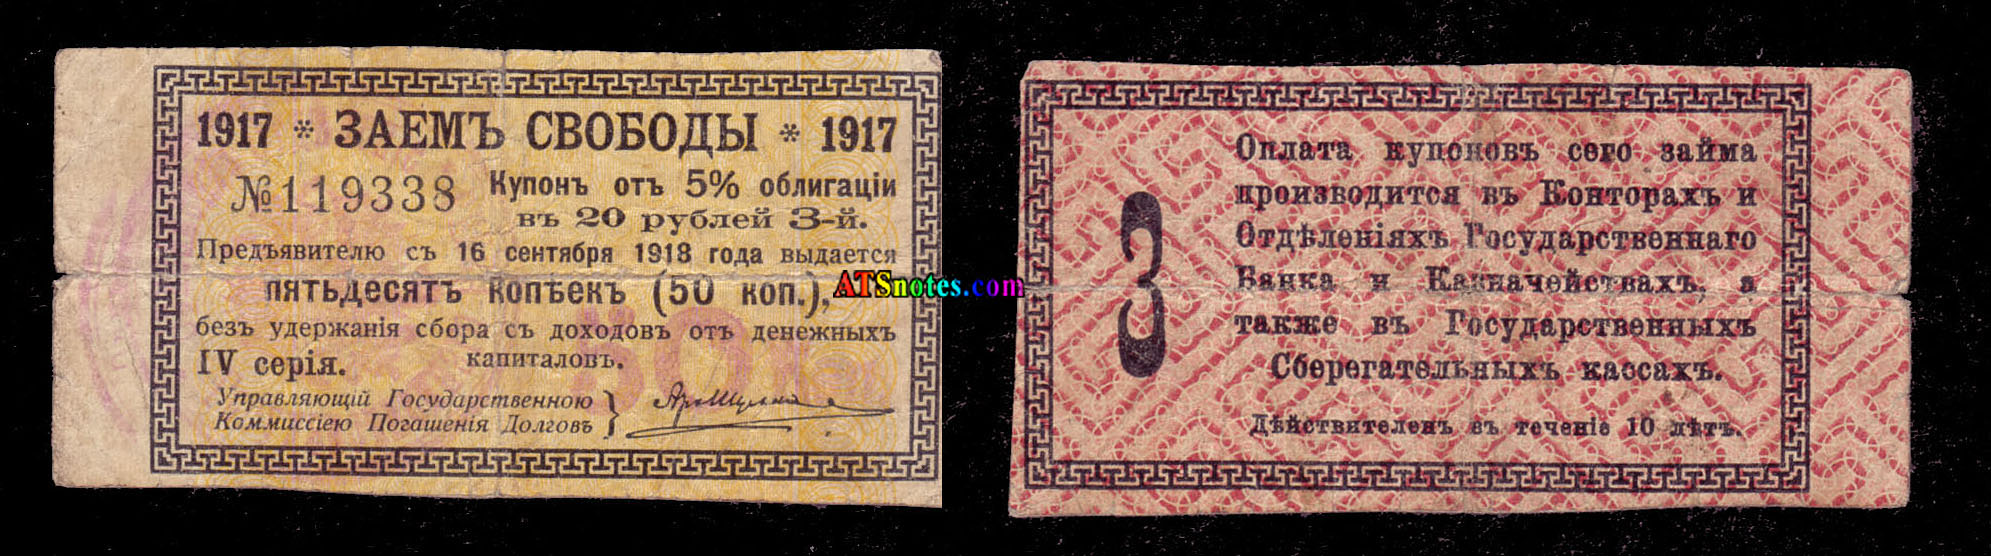 1917 * ЗАЕМЪ СВОБОДЫ * 1917
№119338
Купонъ отъ 5% облигаціи
въ 20 рублей 3-й.
Предъявителю съ 16 сентября 1918 года выдается
пятьдесятъ копѣекъ (50 коп.),
безъ удержанія сбора съ доходовъ отъ денежныхъ
капиталовъ.
IV серія.
Управляющій Государственною
Коммиссіею Погашенія Долговъ
50
ATSnotes.com
3
Оплата купоновъ сего займа
производится въ Конторахъ и
Отдѣленіяхъ Государственнаго
Банка и Казначействахъ, а
также въ Государственныхъ
Сберегательныхъ кассахъ.
Дѣйствителенъ въ теченіе 10 лѣтъ.